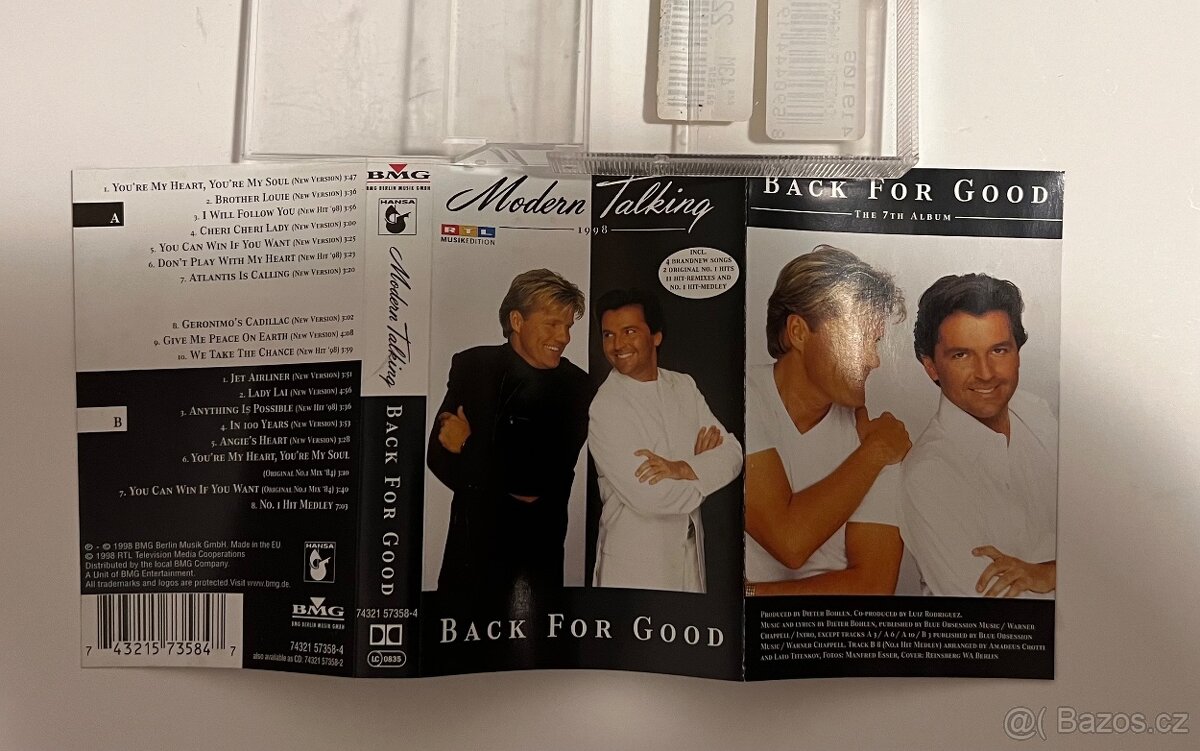 A
1. You're My Heart, You're My Soul (New Version) 3:47
2. Brother Louie (New Version) 3:36
3. I Will Follow You (New Hit '98) 3:56
4. Cheri Cheri Lady (New Version) 3:00
5. You Can Win If You Want (New Version) 3:25
6. Don't Play With My Heart (New Hit '98) 3:23
7. Atlantis Is Calling (New Version) 3:20
8. Geronimo's Cadillac (New Version) 3:02
9. Give Me Peace On Earth (New Version) 4:08
10. We Take The Chance (New Hit '98) 3:59
B
1. Jet Airliner (New Version) 3:51
2. Lady Lai (New Version) 4:56
3. Anything Is Possible (New Hit '98) 3:36
4. In 100 Years (New Version) 3:53
5. Angie's Heart (New Version) 3:28
6. You're My Heart, You're My Soul
(Original No.1 Mix '84) 3:20
7. You Can Win If You Want (Original No.1 Mix '84) 3:40
8. No. 1 Hit Medley 7:03
℗ - © 1998 BMG Berlin Musik GmbH. Made in the EU
© 1998 RTL Television Media Cooperations
Distributed by the local BMG Company.
A Unit of BMG Entertainment.
All trademarks and logos are protected.Visit www.bmg.de.
HANSA
BMG
BMG BERLIN MUSIK GMBH
7 43215 73584 7
74321 57358-4
also available as CD: 74321 57358-2
BMG
BMG BERLIN MUSIK GMBH
HANSA
Modern Talking
Back For Good
74321 57358-4
LC 0835
Modern Talking
1998
RTL
MUSIKEDITION
INCL.
4 BRANDNEW SONGS
2 ORIGINAL NO. 1 HITS
11 HIT-REMIXES AND
NO. 1 HIT-MEDLEY
Back For Good
Back For Good
The 7th Album
Produced by Dieter Bohlen. Co-produced by Luiz Rodriguez.
Music and lyrics by Dieter Bohlen, published by Blue Obsession Music / Warner
Chappell / Intro, except tracks A 3 / A 6 / A 10 / B 3 published by Blue Obsession
Music / Warner Chappell. Track B 8 (No.1 Hit Medley) arranged by Amadeus Crotti
and Lalo Titenkov, Fotos: Manfred Esser, Cover: Reinsberg WA Berlin
@( Bazos.cz